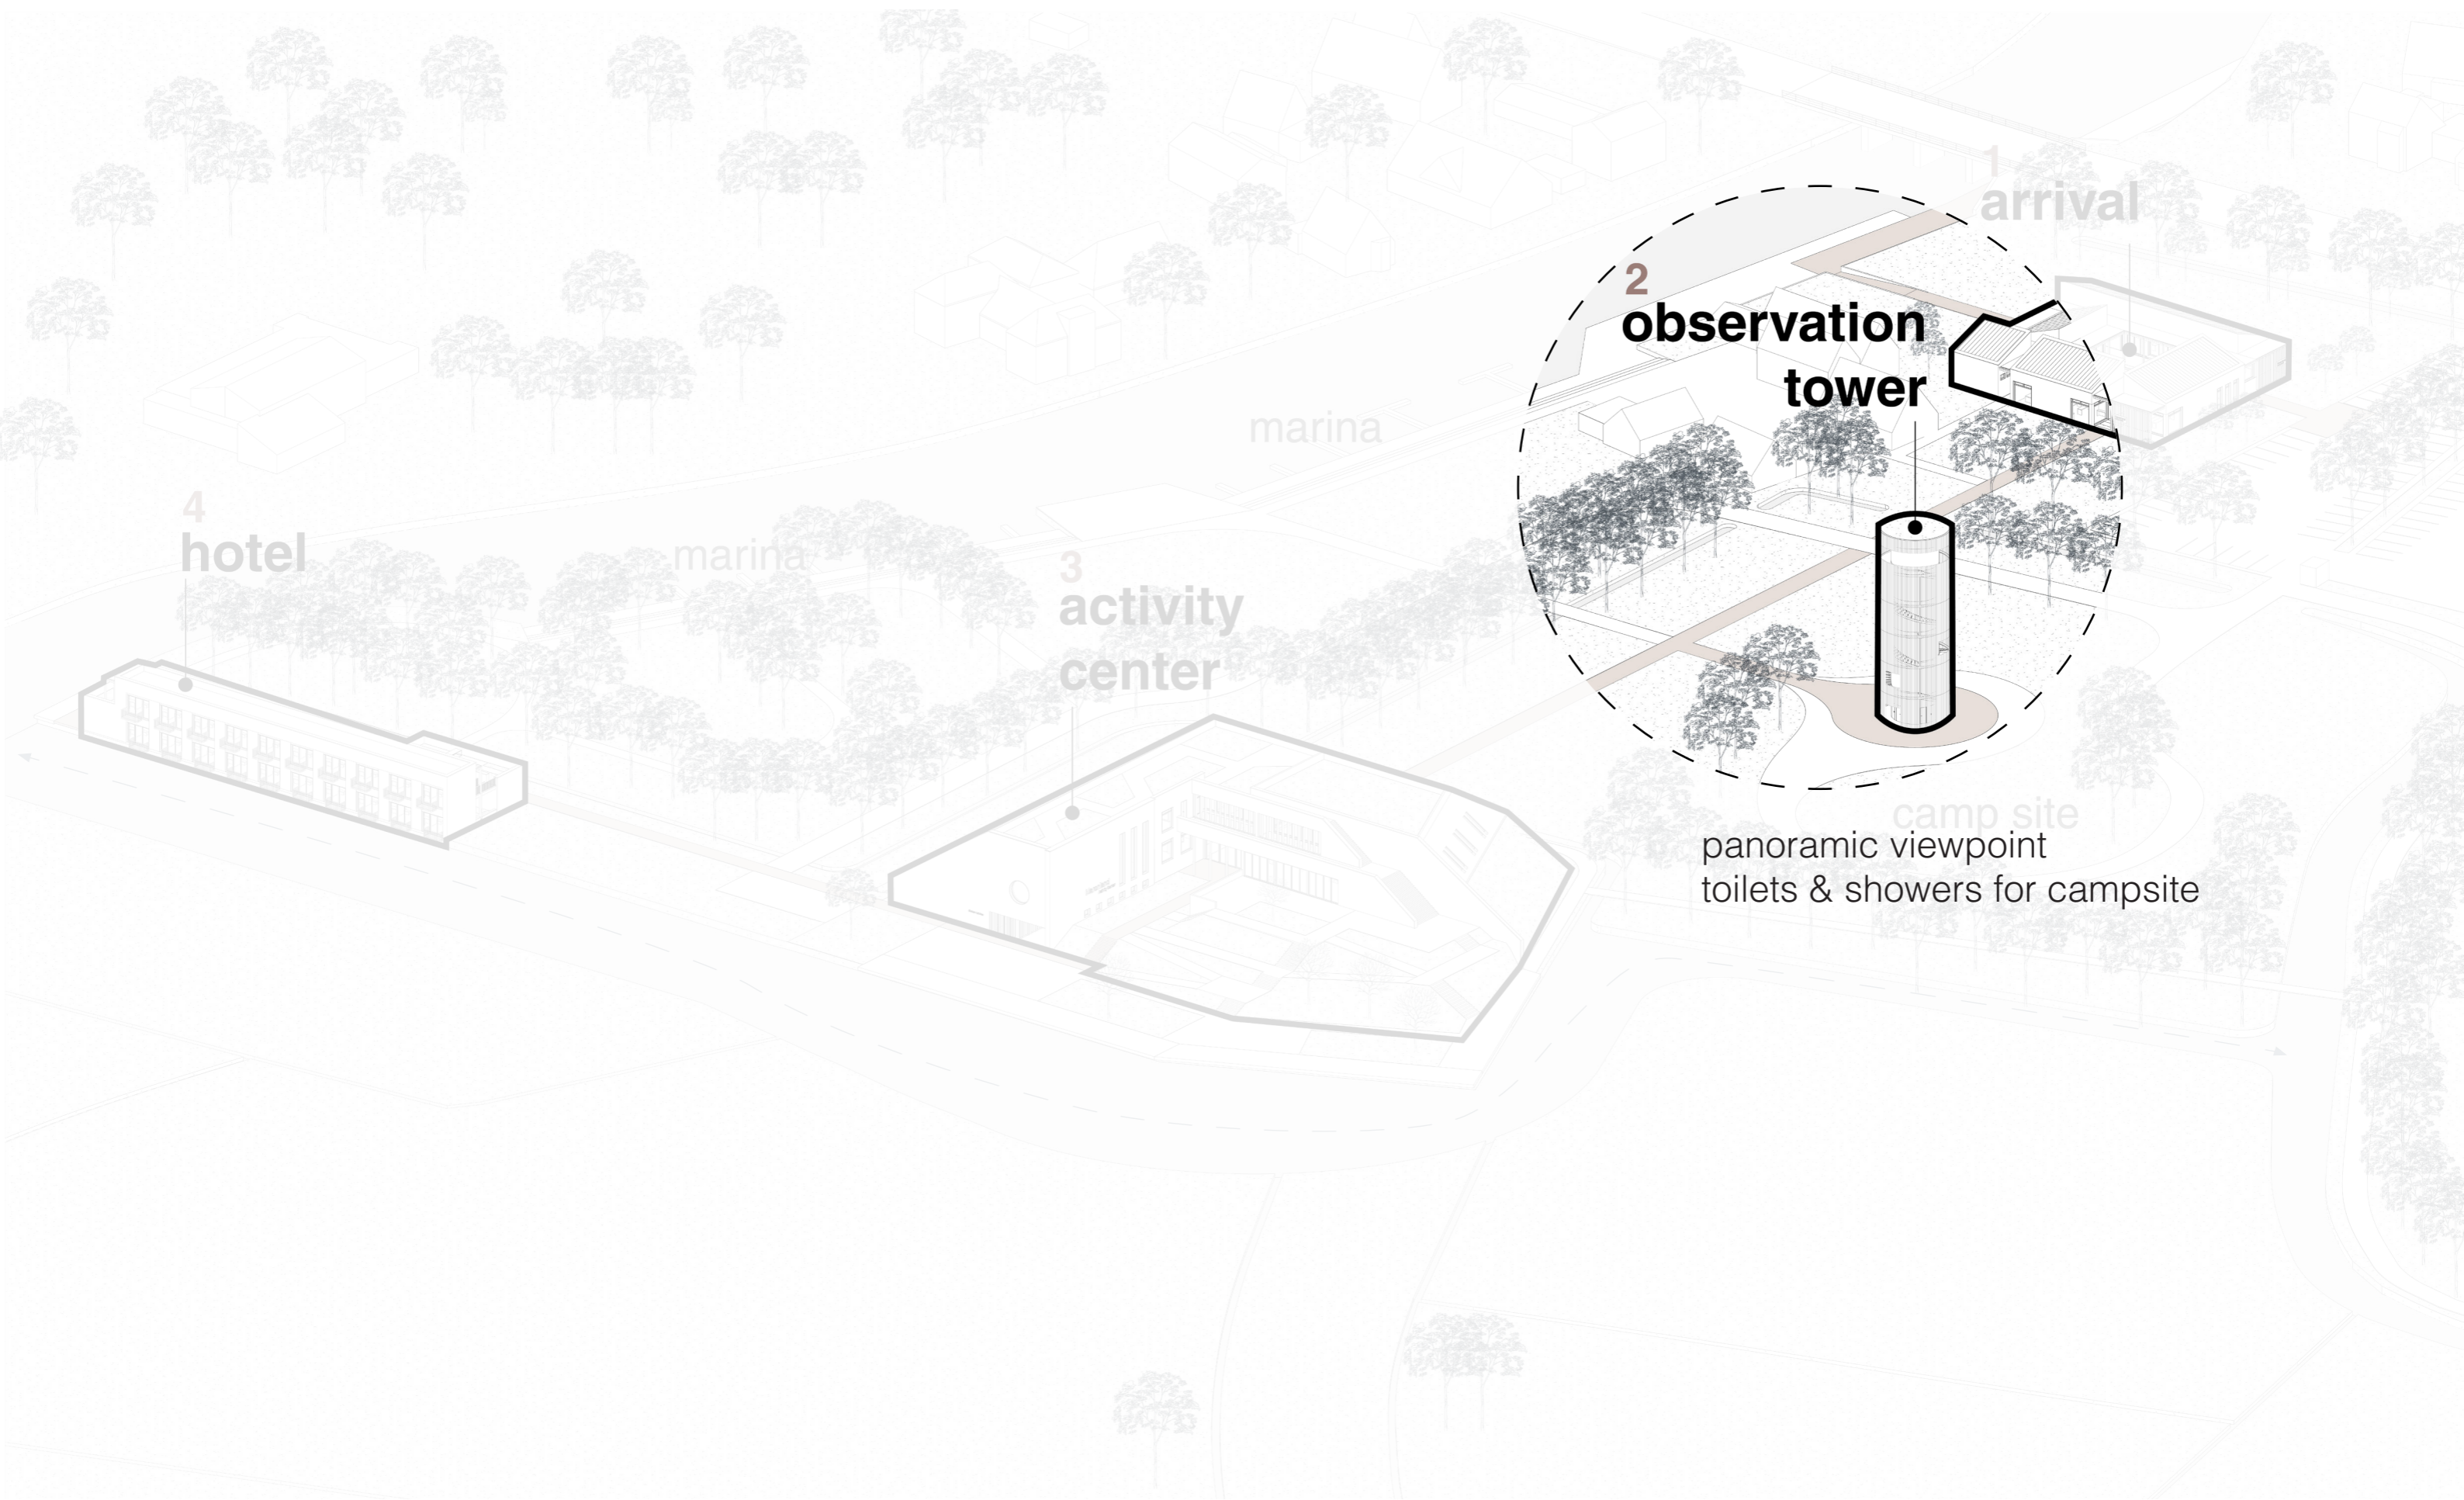 1
arrival
2
observation
tower
marina
4
hotel
marina
3
activity
center
camp site
panoramic viewpoint
toilets & showers for campsite